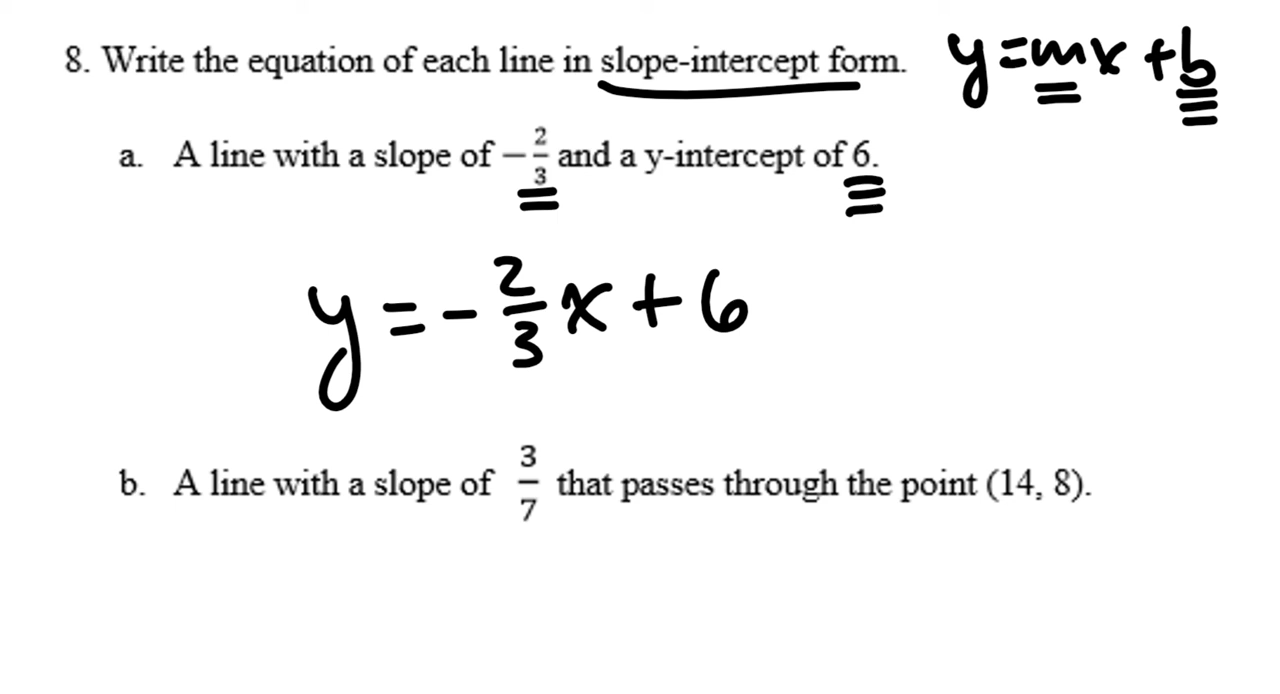 8. Write the equation of each line in slope-intercept form. y=mx+b
a. A line with a slope of −2/3 and a y-intercept of 6.
y=-2/3x+6
b. A line with a slope of 3/7 that passes through the point (14, 8).